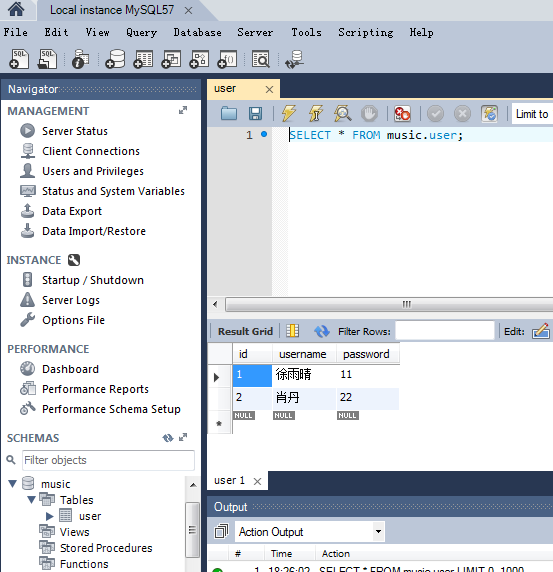 Local instance MySQL57
File Edit View Query Database Server Tools Scripting Help
Navigator
MANAGEMENT
Server Status
Client Connections
Users and Privileges
Status and System Variables
Data Export
Data Import/Restore
INSTANCE
Startup / Shutdown
Server Logs
Options File
PERFORMANCE
Dashboard
Performance Reports
Performance Schema Setup
SCHEMAS
Filter objects
music
Tables
user
Views
Stored Procedures
Functions
user
Limit to
1 SELECT * FROM music.user;
Result Grid Filter Rows: Edit:
id username password
1 徐雨晴 11
2 肖丹 22
NULL NULL NULL
user 1
Output
Action Output
# Time Action
1 18:26:02 SELECT * FROM music.user LIMIT 0, 1000